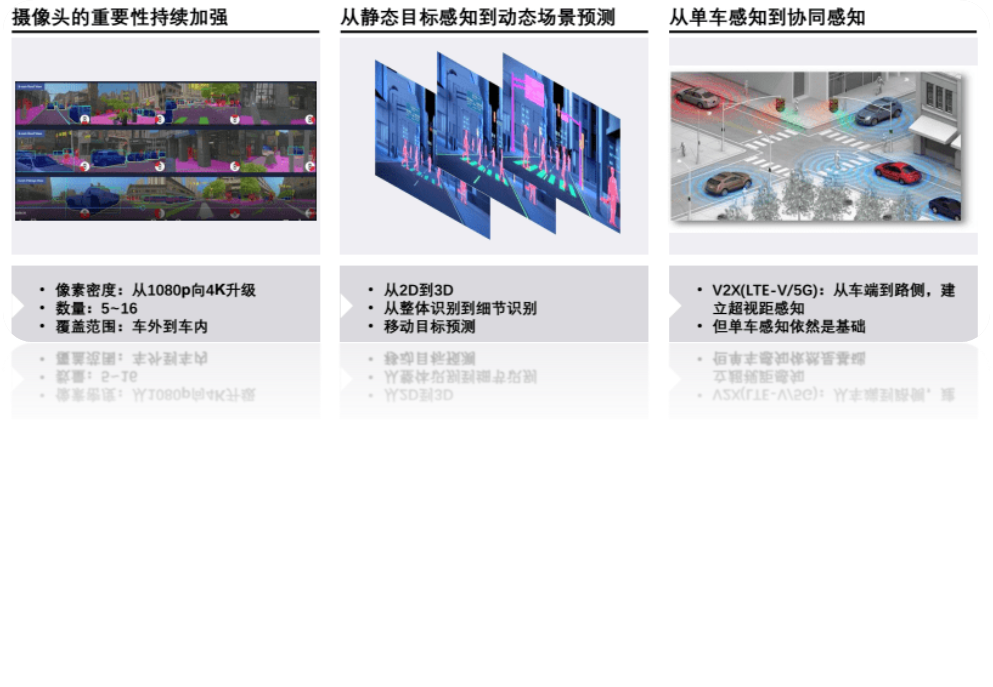 摄像头的重要性持续加强
从静态目标感知到动态场景预测
从单车感知到协同感知
• 像素密度：从1080p向4K升级
• 数量：5~16
• 覆盖范围：车外到车内
• 从2D到3D
• 从整体识别到细节识别
• 移动目标预测
• V2X(LTE-V/5G)：从车端到路侧，建
立超视距感知
• 但单车感知依然是基础